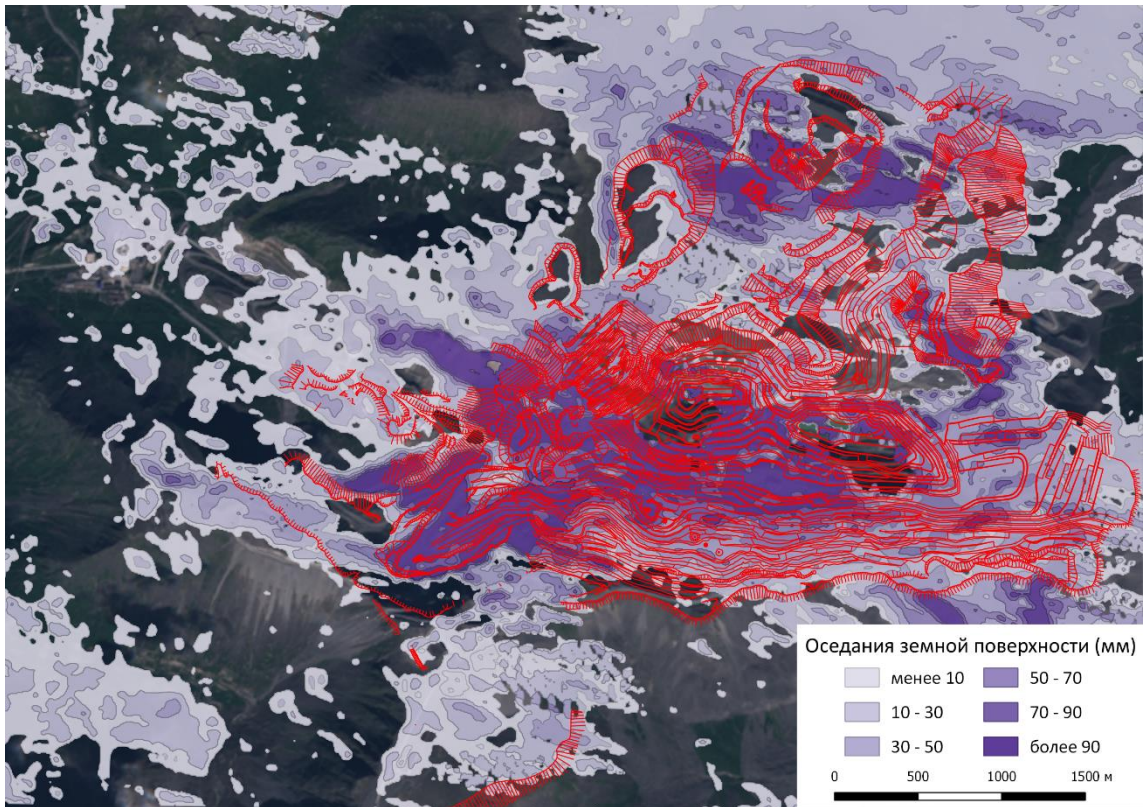 Оседания земной поверхности (мм)
менее 10 50 - 70
10 - 30 70 - 90
30 - 50 более 90
0 500 1000 1500 м